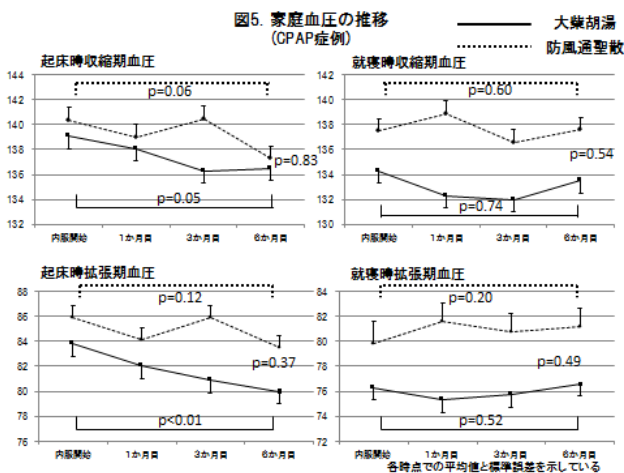 図5. 家庭血圧の推移
(CPAP症例)
大柴胡湯
防風通聖散
起床時収縮期血圧
144
142
140
138
136
134
132
p=0.06
p=0.83
p=0.05
内服開始 1か月目 3か月目 6か月目
就寝時収縮期血圧
144
142
140
138
136
134
132
130
p=0.60
p=0.54
p=0.74
内服開始 1か月目 3か月目 6か月目
起床時拡張期血圧
88
86
84
82
80
78
76
p=0.12
p=0.37
p<0.01
内服開始 1か月目 3か月目 6か月目
就寝時拡張期血圧
84
82
80
78
76
74
72
p=0.20
p=0.49
p=0.52
内服開始 1か月目 3か月目 6か月目
各時点での平均値と標準誤差を示している